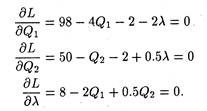 ∂L/∂Q₁ = 98 − 4Q₁ − 2 − 2λ = 0
∂L/∂Q₂ = 50 − Q₂ − 2 + 0.5λ = 0
∂L/∂λ = 8 − 2Q₁ + 0.5Q₂ = 0.